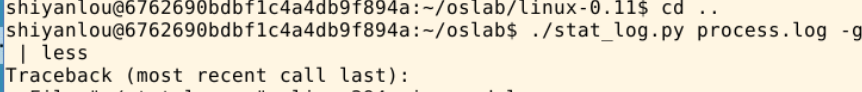 shiyanlou@6762690bdbf1c4a4db9f894a:~/oslab/linux-0.11$ cd ..
shiyanlou@6762690bdbf1c4a4db9f894a:~/oslab$ ./stat_log.py process.log -g
| less
Traceback (most recent call last):